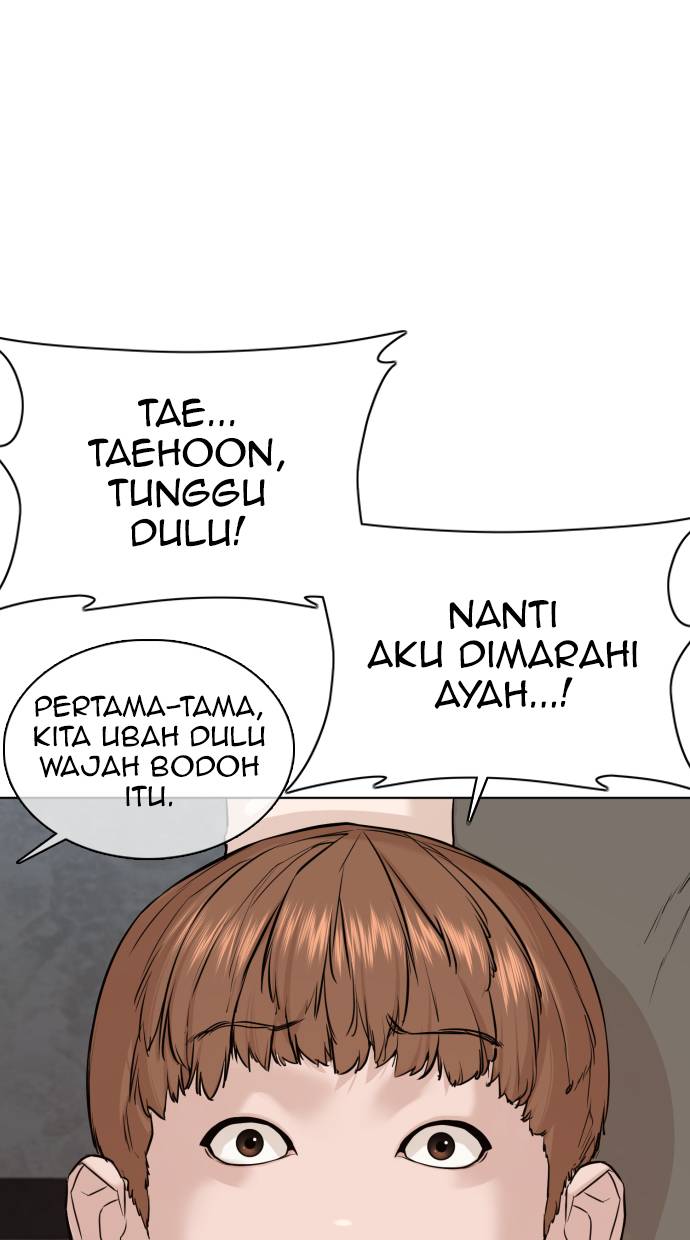 TAE...
TAEHOON,
TUNGGU
DULU!
NANTI
AKU DIMARAHI
AYAH...!
PERTAMA-TAMA,
KITA UBAH DULU
WAJAH BODOH
ITU.